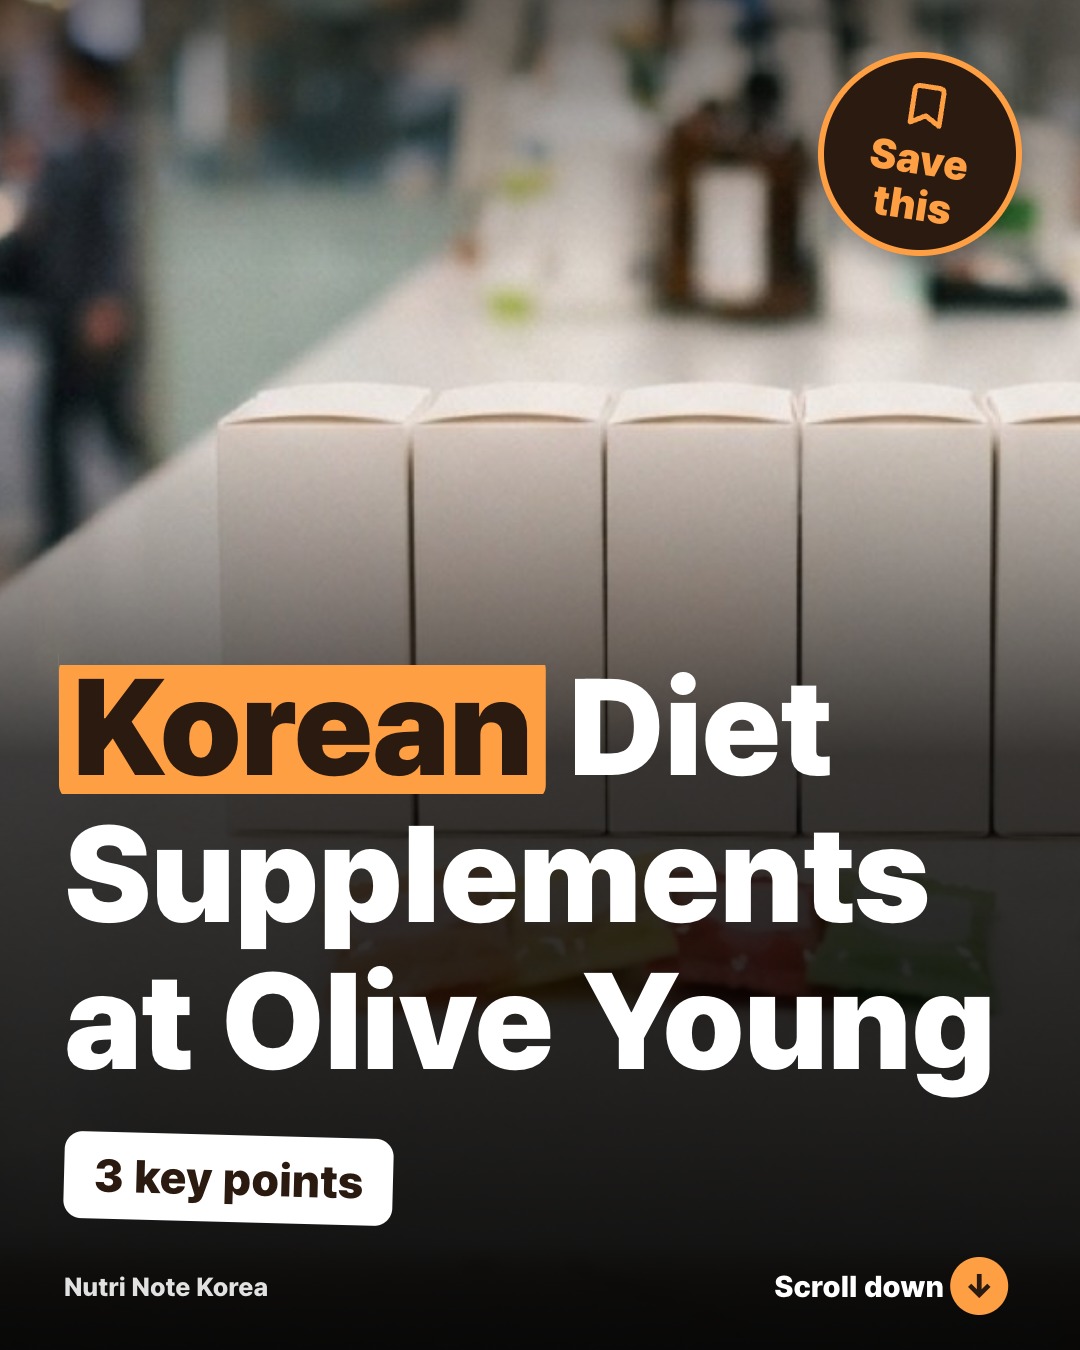 Save
this
Korean Diet
Supplements
at Olive Young
3 key points
Nutri Note Korea
Scroll down